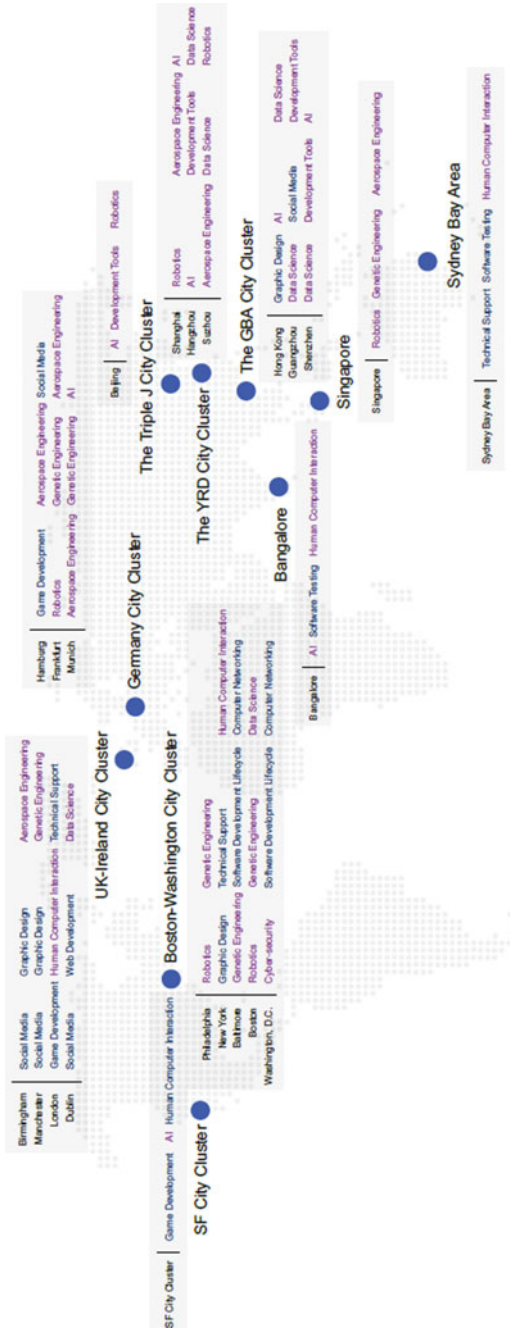 Birmingham Social Media Graphic Design Aerospace Engineering
Manchester Social Media Graphic Design Genetic Engineering
London Game Development Human Computer Interaction Technical Support
Dublin Social Media Web Development Data Science
UK-Ireland City Cluster
Hamburg Game Development Aerospace Engineering Social Media
Frankfurt Robotics Genetic Engineering Aerospace Engineering
Munich Aerospace Engineering Genetic Engineering AI
Germany City Cluster
Beijing AI Development Tools Robotics
The Triple J City Cluster
Shanghai Robotics Aerospace Engineering AI
Hangzhou AI Development Tools Data Science
Suzhou Aerospace Engineering Data Science Robotics
The YRD City Cluster
SF City Cluster Game Development AI Human Computer Interaction
SF City Cluster
Boston-Washington City Cluster
Philadelphia Robotics Genetic Engineering Human Computer Interaction
New York Graphic Design Technical Support Computer Networking
Baltimore Genetic Engineering Software Development Lifecycle Computer Networking
Boston Robotics Genetic Engineering Data Science
Washington, D.C. Cyber-security Software Development Lifecycle Computer Networking
The GBA City Cluster
Hong Kong Graphic Design AI Data Science
Guangzhou Data Science Social Media Development Tools
Shenzhen Data Science Development Tools AI
Bangalore
Bangalore AI Software Testing Human Computer Interaction
Singapore
Singapore Robotics Genetic Engineering Aerospace Engineering
Sydney Bay Area
Sydney Bay Area Technical Support Software Testing Human Computer Interaction